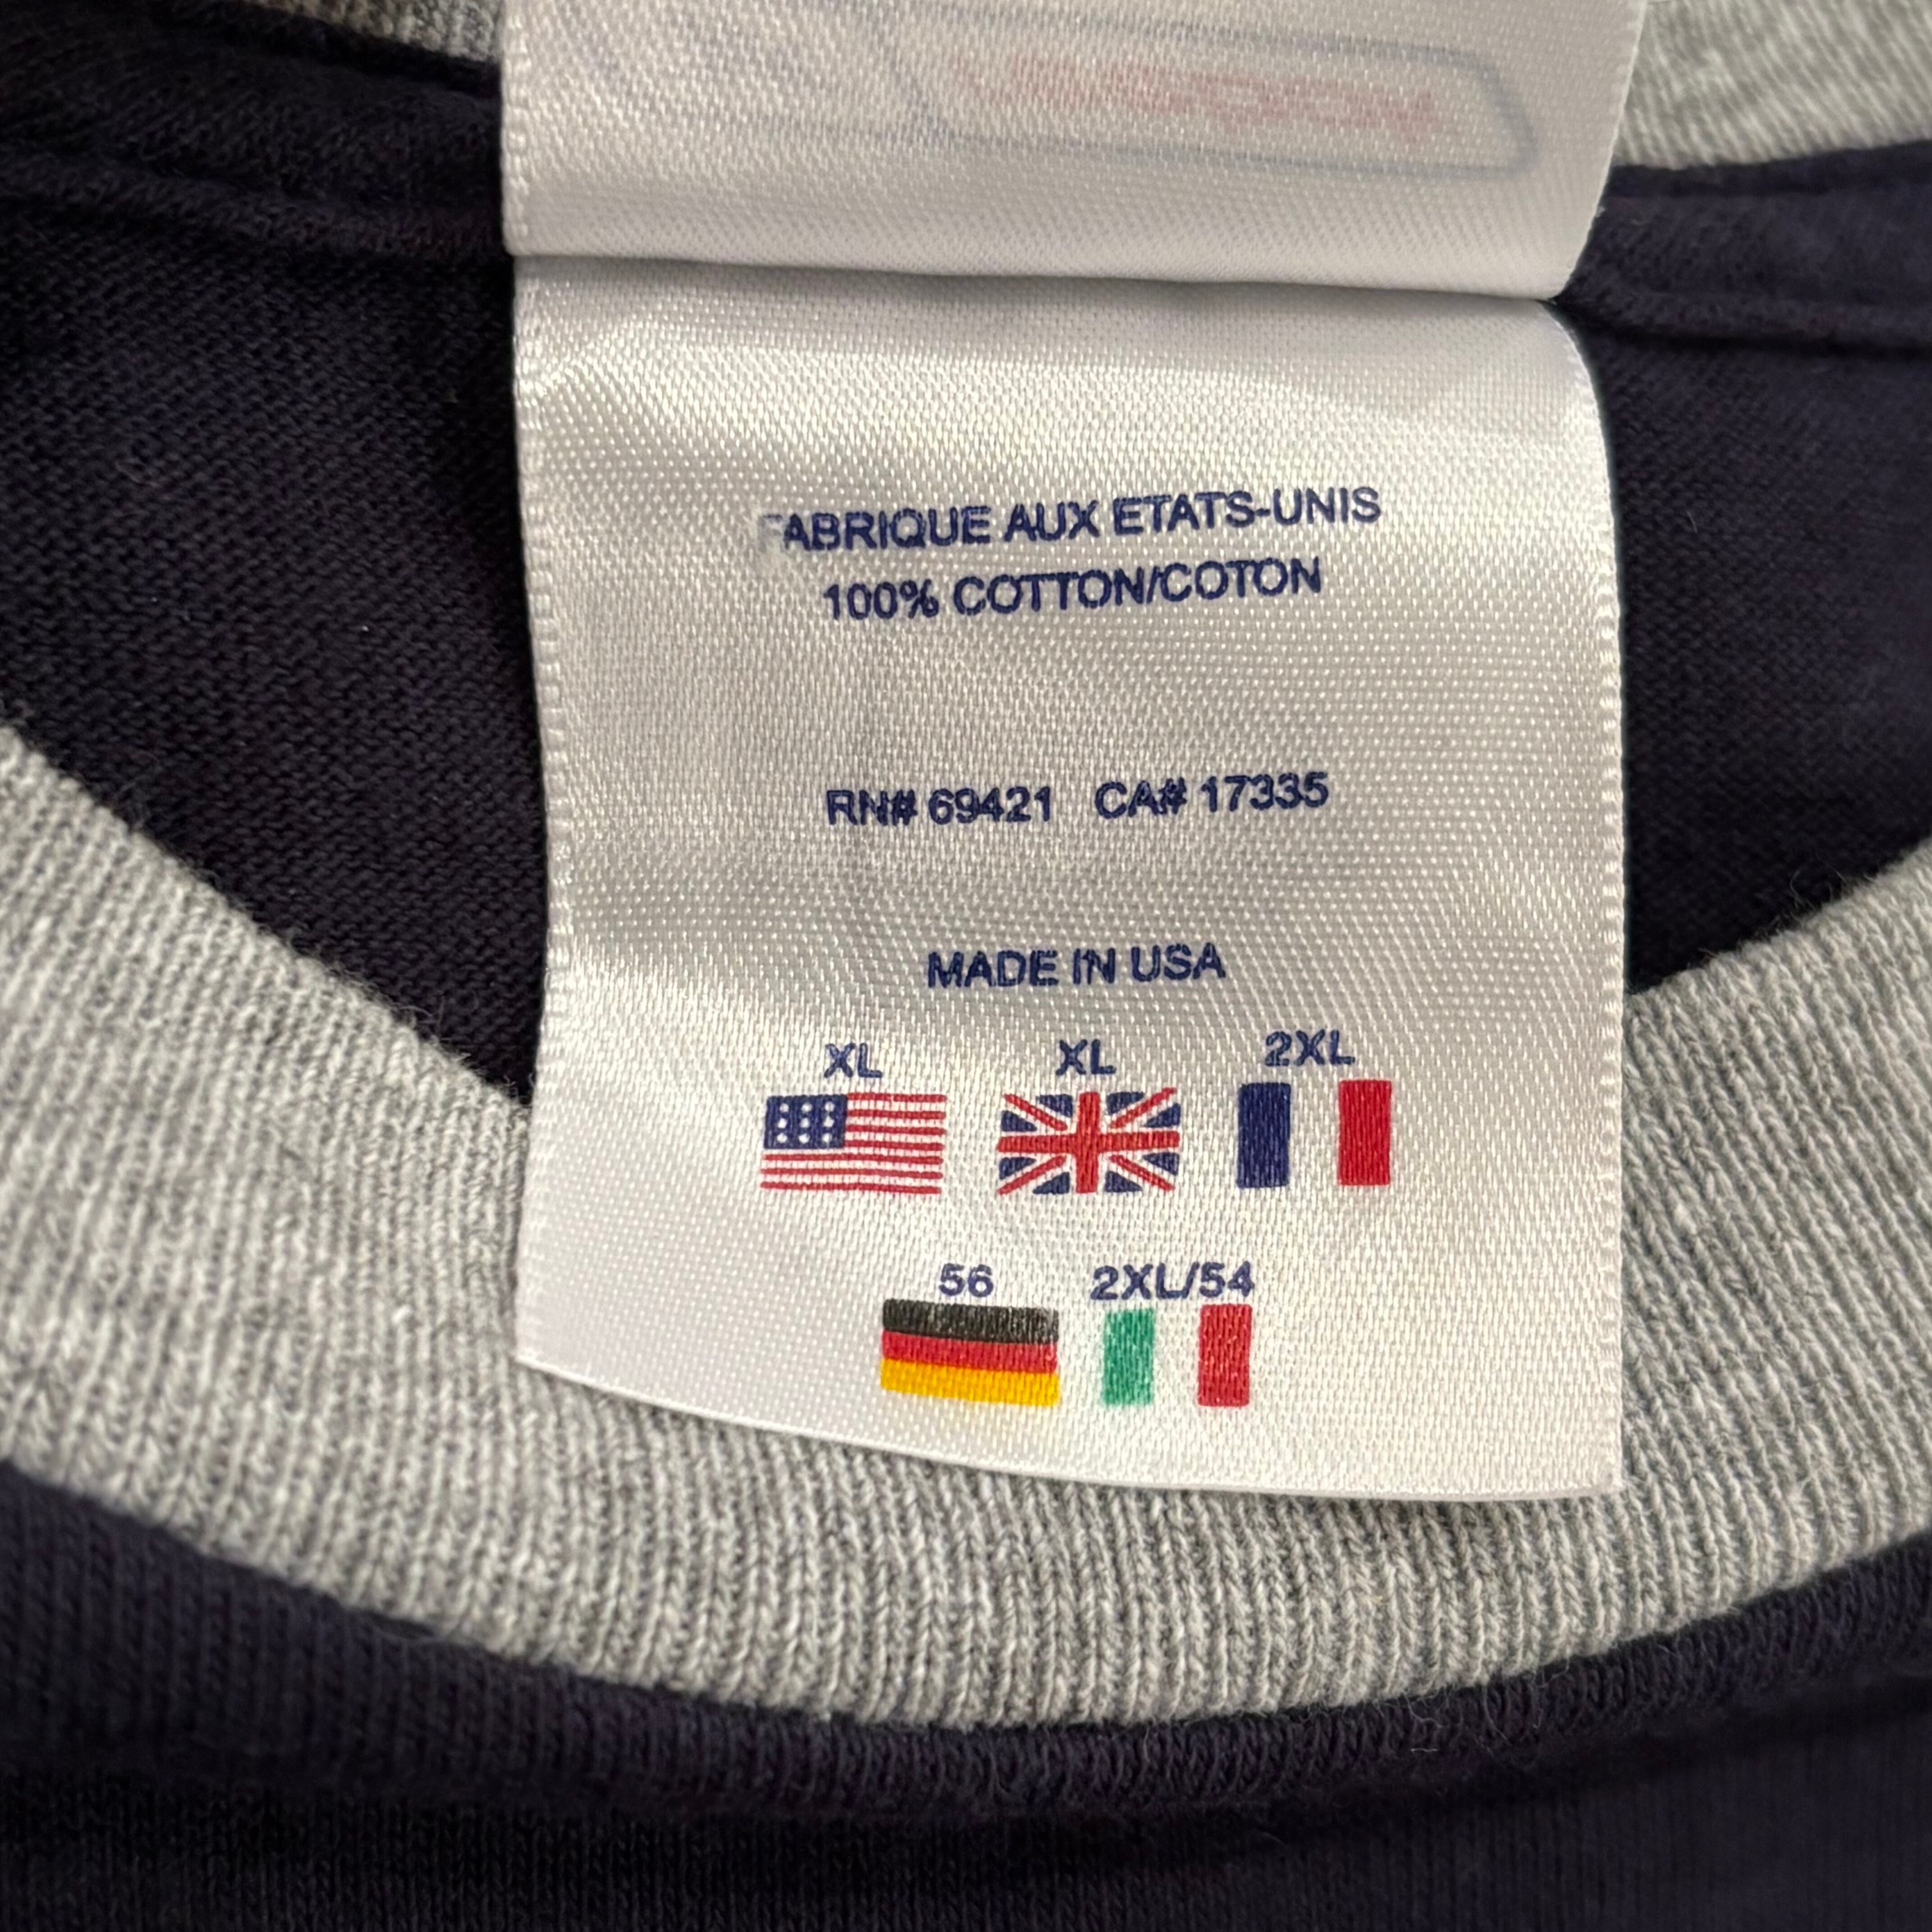 FABRIQUE AUX ETATS-UNIS
100% COTTON/COTON
RN# 69421 CA# 17335
MADE IN USA
XL XL 2XL
56 2XL/54